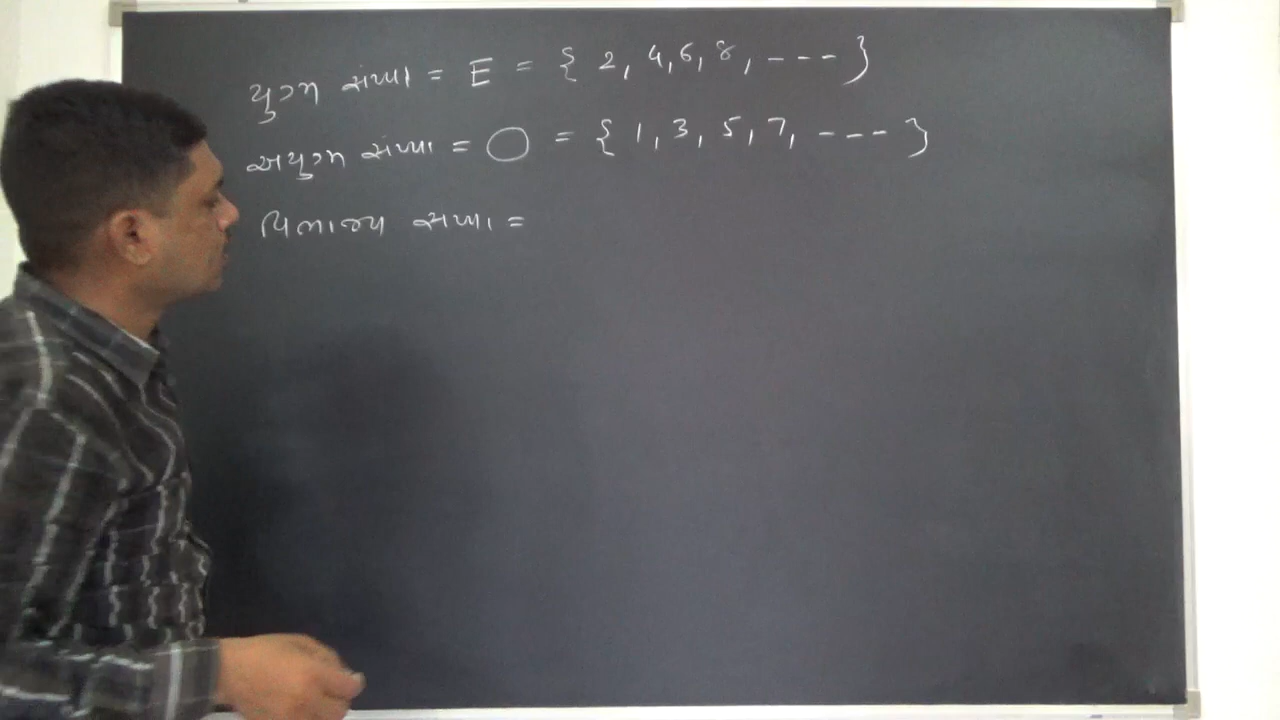 યુગ્મ સંખ્યા = E = { 2, 4, 6, 8, --- }
અયુગ્મ સંખ્યા = O = { 1, 3, 5, 7, --- }
વિભાજ્ય સંખ્યા =